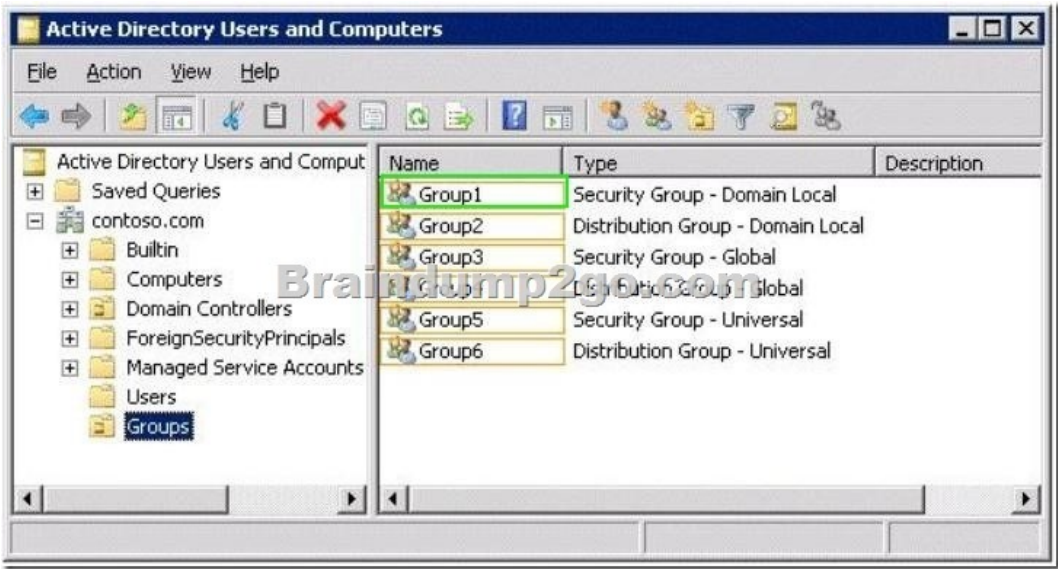 Active Directory Users and Computers
File Action View Help
Active Directory Users and Comput
Saved Queries
contoso.com
Builtin
Computers
Domain Controllers
ForeignSecurityPrincipals
Managed Service Accounts
Users
Groups
Name Type Description
Group1 Security Group - Domain Local
Group2 Distribution Group - Domain Local
Group3 Security Group - Global
Distribution Group - Global
Group5 Security Group - Universal
Group6 Distribution Group - Universal
Braindump2go.com